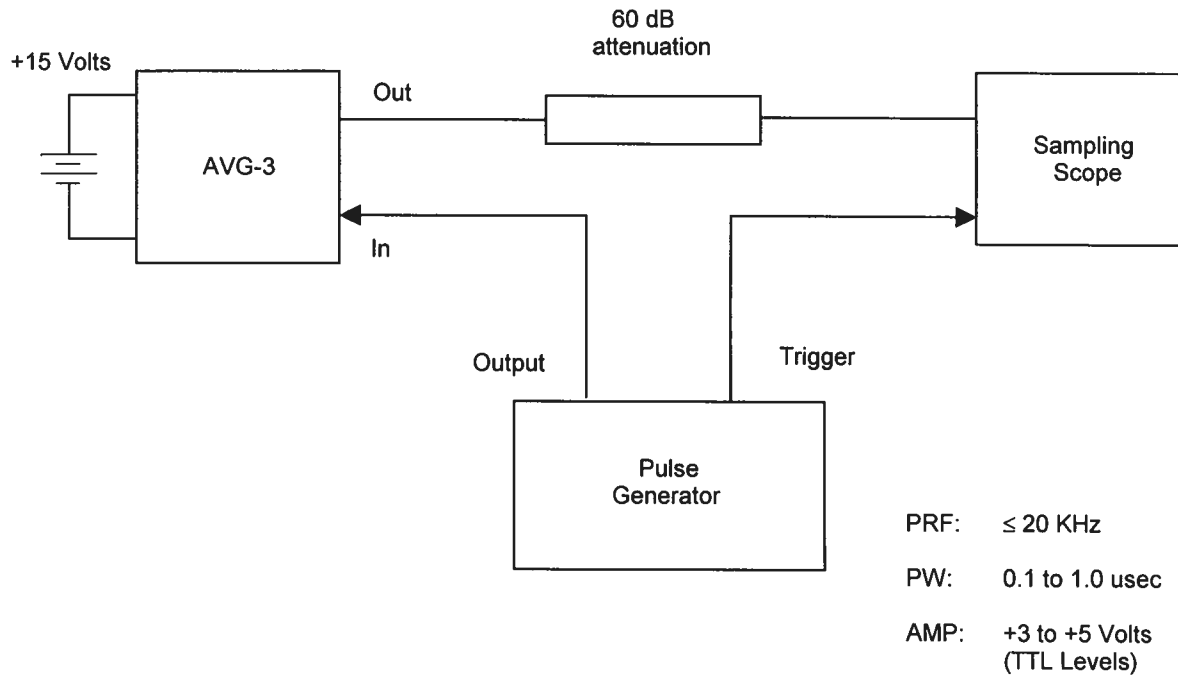 60 dB
attenuation
+15 Volts
Out
AVG-3
Sampling
Scope
In
Output
Trigger
Pulse
Generator
PRF: ≤ 20 KHz
PW: 0.1 to 1.0 usec
AMP: +3 to +5 Volts
(TTL Levels)